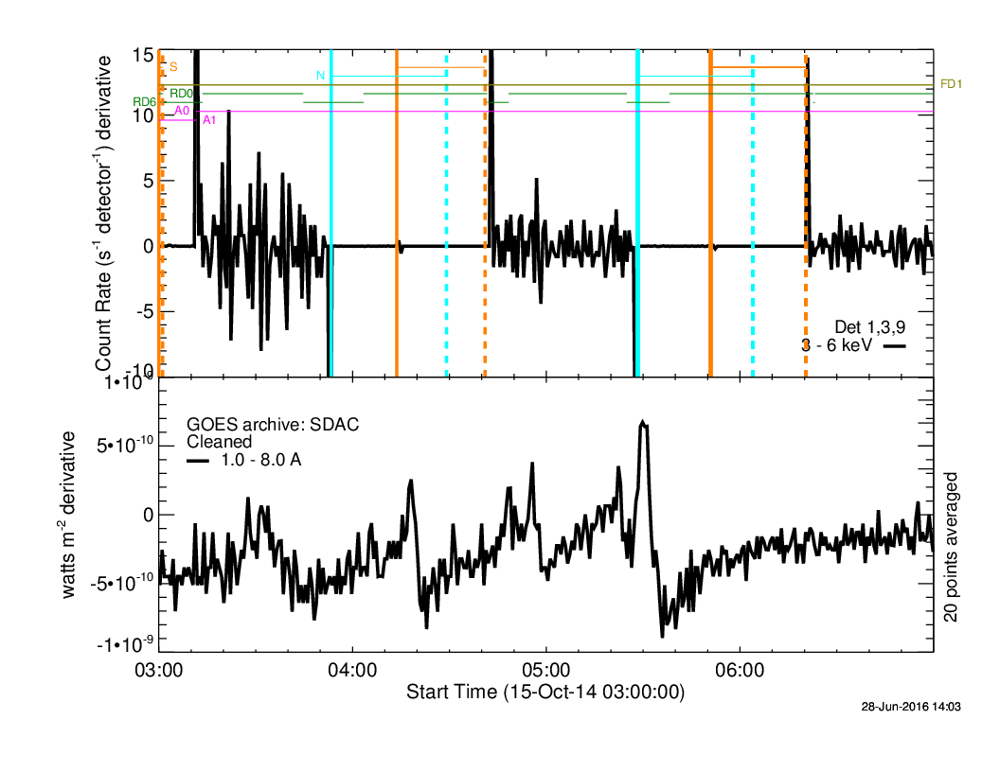 Count Rate (s⁻¹ detector⁻¹) derivative
15
10
5
0
-5
-10
S
N
FD1
RD0
RD6
A0
A1
Det 1,3,9
3 - 6 keV
watts m⁻² derivative
5•10⁻¹⁰
0
-5•10⁻¹⁰
-1•10⁻⁹
GOES archive: SDAC
Cleaned
1.0 - 8.0 A
20 points averaged
03:00 04:00 05:00 06:00
Start Time (15-Oct-14 03:00:00)
28-Jun-2016 14:03